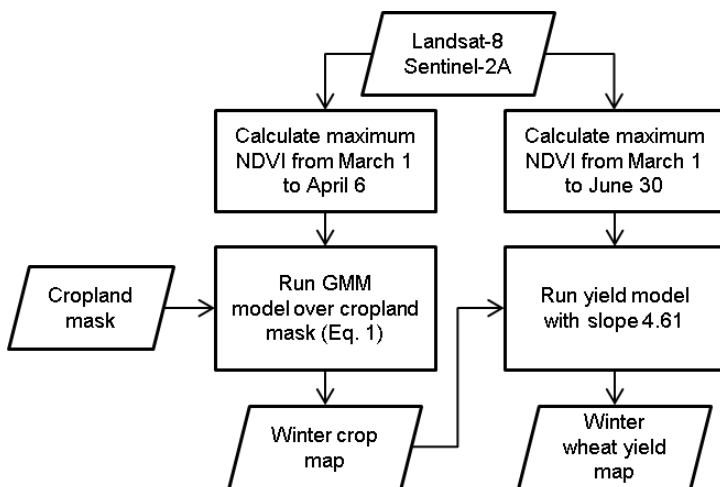 Landsat-8
Sentinel-2A
Calculate maximum
NDVI from March 1
to April 6
Calculate maximum
NDVI from March 1
to June 30
Cropland
mask
Run GMM
model over cropland
mask (Eq. 1)
Run yield model
with slope 4.61
Winter crop
map
Winter
wheat yield
map